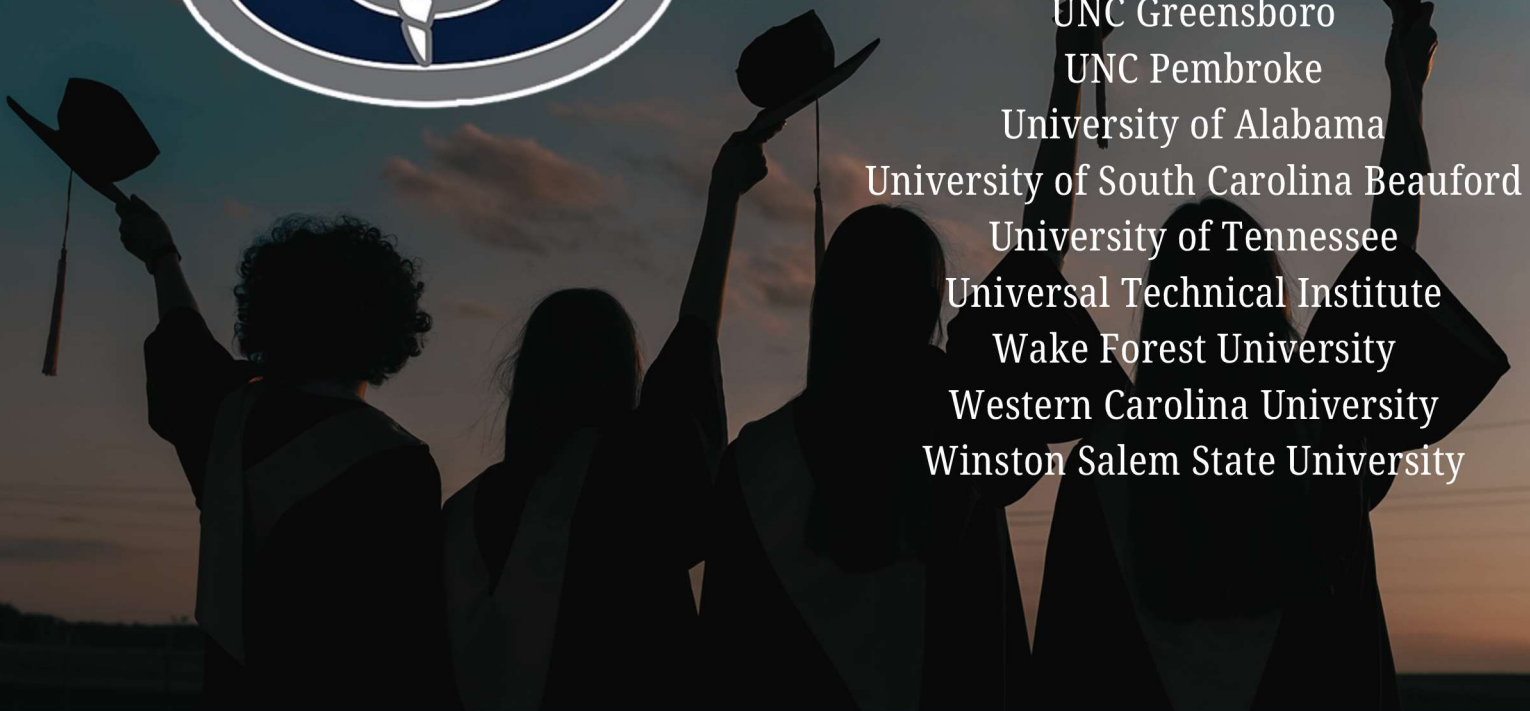 UNC Greensboro
UNC Pembroke
University of Alabama
University of South Carolina Beauford
University of Tennessee
Universal Technical Institute
Wake Forest University
Western Carolina University
Winston Salem State University